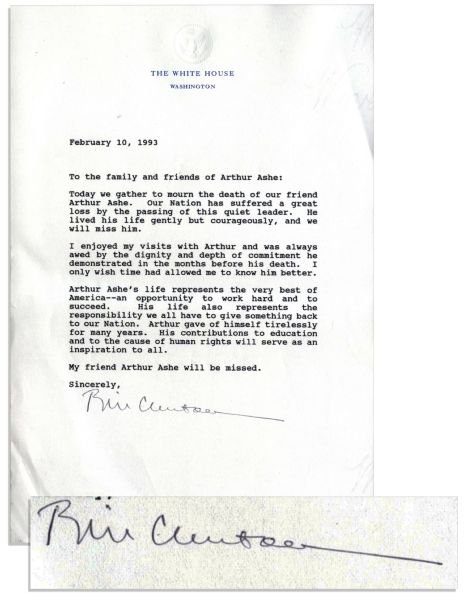 THE WHITE HOUSE
WASHINGTON
February 10, 1993
To the family and friends of Arthur Ashe:
Today we gather to mourn the death of our friend
Arthur Ashe. Our Nation has suffered a great
loss by the passing of this quiet leader. He
lived his life gently but courageously, and we
will miss him.
I enjoyed my visits with Arthur and was always
awed by the dignity and depth of commitment he
demonstrated in the months before his death. I
only wish time had allowed me to know him better.
Arthur Ashe's life represents the very best of
America--an opportunity to work hard and to
succeed. His life also represents the
responsibility we all have to give something back
to our Nation. Arthur gave of himself tirelessly
for many years. His contributions to education
and to the cause of human rights will serve as an
inspiration to all.
My friend Arthur Ashe will be missed.
Sincerely,
Bill Clinton
Bill Clinton